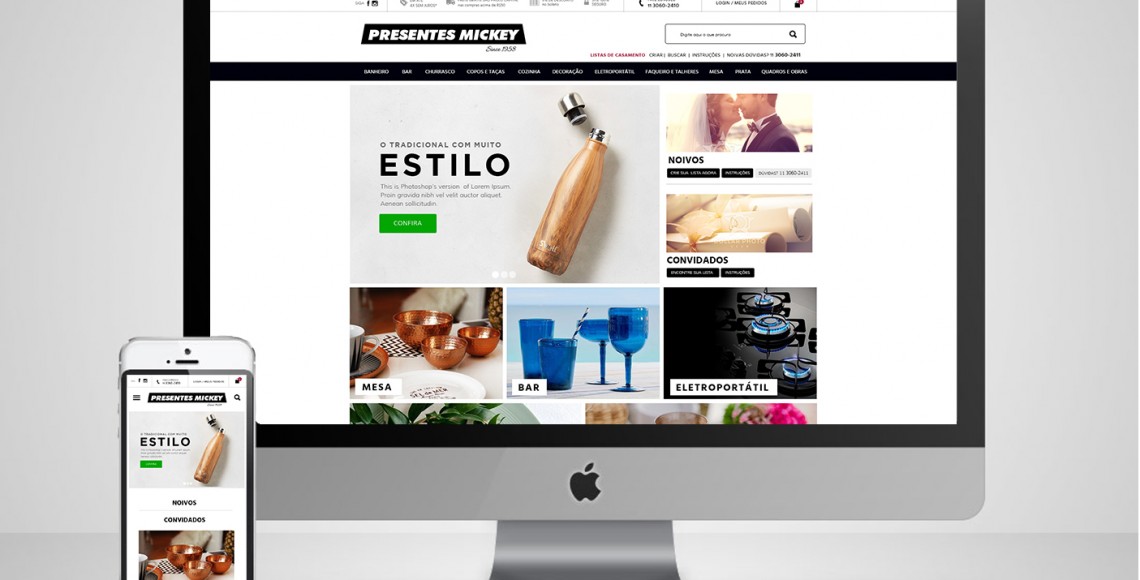 11 3060-2410
LOGIN / MEUS PEDIDOS
PRESENTES MICKEY
Since 1959
Digite aqui o que procura
LISTAS DE CASAMENTO CRIAR | BUSCAR | INSTRUÇÕES | NOIVAS DÚVIDAS? 11 3060-2411
BANHEIRO BAR CHURRASCO COPOS E TAÇAS COZINHA DECORAÇÃO ELETROPORTÁTIL FAQUEIRO E TALHERES MESA PRATA QUADROS E OBRAS
O TRADICIONAL COM MUITO
ESTILO
This is Photoshop's version of Lorem Ipsum.
Proin gravida nibh vel velit auctor aliquet.
Aenean sollicitudin.
CONFIRA
NOIVOS
CRIE SUA LISTA AGORA INSTRUÇÕES DÚVIDAS? 11 3060-2411
CONVIDADOS
ENCONTRE SUA LISTA INSTRUÇÕES
MESA
BAR
ELETROPORTÁTIL
PRESENTES MICKEY
O TRADICIONAL COM MUITO
ESTILO
NOIVOS
CONVIDADOS